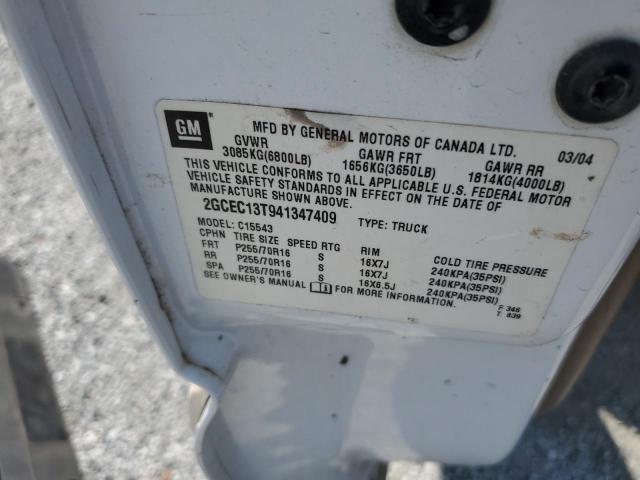 GM
MFD BY GENERAL MOTORS OF CANADA LTD. 03/04
GVWR GAWR FRT GAWR RR
3085KG(6800LB) 1656KG(3650LB) 1814KG(4000LB)
THIS VEHICLE CONFORMS TO ALL APPLICABLE U.S. FEDERAL MOTOR
VEHICLE SAFETY STANDARDS IN EFFECT ON THE DATE OF
MANUFACTURE SHOWN ABOVE.
2GCEC13T941347409 TYPE: TRUCK
MODEL: C15543
CPHN TIRE SIZE SPEED RTG RIM COLD TIRE PRESSURE
FRT P255/70R16 S 16X7J 240KPA(35PSI)
RR P255/70R16 S 16X7J 240KPA(35PSI)
SPA P255/70R16 S 16X6.5J 240KPA(35PSI)
SEE OWNER'S MANUAL FOR MORE INFORMATION.
F 348
T 839